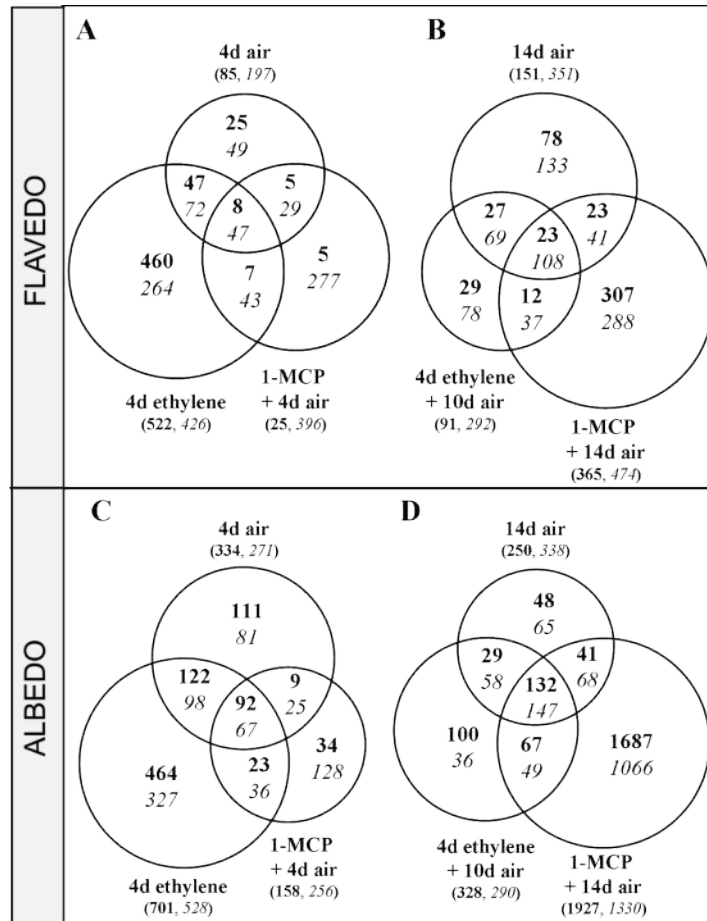 FLAVEDO
A
4d air
(85, 197)
25
49
47
72
5
29
8
47
460
264
7
43
5
277
4d ethylene
(522, 426)
1-MCP
+ 4d air
(25, 396)
B
14d air
(151, 351)
78
133
27
69
23
41
23
108
29
78
12
37
307
288
4d ethylene
+ 10d air
(91, 292)
1-MCP
+ 14d air
(365, 474)
ALBEDO
C
4d air
(334, 271)
111
81
122
98
9
25
92
67
464
327
23
36
34
128
4d ethylene
(701, 528)
1-MCP
+ 4d air
(158, 256)
D
14d air
(250, 338)
48
65
29
58
41
68
132
147
100
36
67
49
1687
1066
4d ethylene
+ 10d air
(328, 290)
1-MCP
+ 14d air
(1927, 1330)